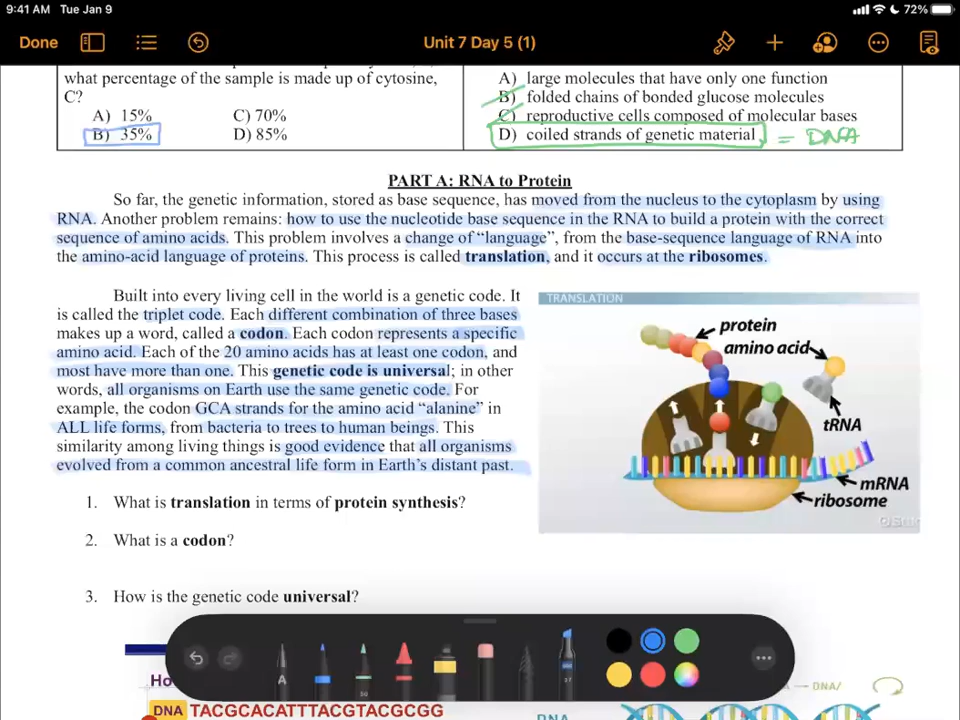 9:41 AM Tue Jan 9
72%
Done
Unit 7 Day 5 (1)
what percentage of the sample is made up of cytosine,
C?
A) 15%
C) 70%
B) 35%
D) 85%
A) large molecules that have only one function
B) folded chains of bonded glucose molecules
C) reproductive cells composed of molecular bases
D) coiled strands of genetic material = DNA
PART A: RNA to Protein
So far, the genetic information, stored as base sequence, has moved from the nucleus to the cytoplasm by using
RNA. Another problem remains: how to use the nucleotide base sequence in the RNA to build a protein with the correct
sequence of amino acids. This problem involves a change of “language”, from the base-sequence language of RNA into
the amino-acid language of proteins. This process is called translation, and it occurs at the ribosomes.
Built into every living cell in the world is a genetic code. It
is called the triplet code. Each different combination of three bases
makes up a word, called a codon. Each codon represents a specific
amino acid. Each of the 20 amino acids has at least one codon, and
most have more than one. This genetic code is universal; in other
words, all organisms on Earth use the same genetic code. For
example, the codon GCA strands for the amino acid “alanine” in
ALL life forms, from bacteria to trees to human beings. This
similarity among living things is good evidence that all organisms
evolved from a common ancestral life form in Earth’s distant past.
TRANSLATION
protein
amino acid
tRNA
mRNA
ribosome
1. What is translation in terms of protein synthesis?
2. What is a codon?
3. How is the genetic code universal?
A
50
37
Ho
DNA/
DNA TACGCACATTTACGTACGCGG
DNA